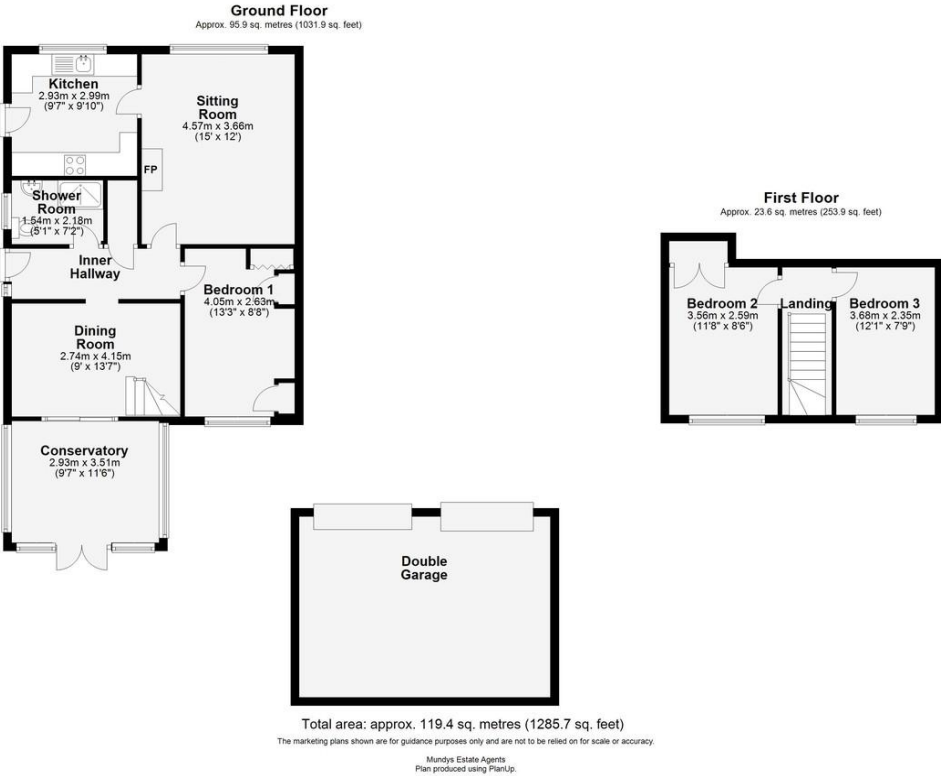 Ground Floor
Approx. 95.9 sq. metres (1031.9 sq. feet)
Kitchen
2.93m x 2.99m
(9'7" x 9'10")
Sitting
Room
4.57m x 3.66m
(15' x 12')
FP
Shower
Room
1.54m x 2.18m
(5'1" x 7'2")
Inner
Hallway
Bedroom 1
4.05m x 2.63m
(13'3" x 8'8")
Dining
Room
2.74m x 4.15m
(9' x 13'7")
Conservatory
2.93m x 3.51m
(9'7" x 11'6")
First Floor
Approx. 23.6 sq. metres (253.9 sq. feet)
Bedroom 2
3.56m x 2.59m
(11'8" x 8'6")
Landing
Bedroom 3
3.68m x 2.35m
(12'1" x 7'9")
Double
Garage
Total area: approx. 119.4 sq. metres (1285.7 sq. feet)
The marketing plans shown are for guidance purposes only and are not to be relied on for scale or accuracy.
Mundys Estate Agents
Plan produced using PlanUp.